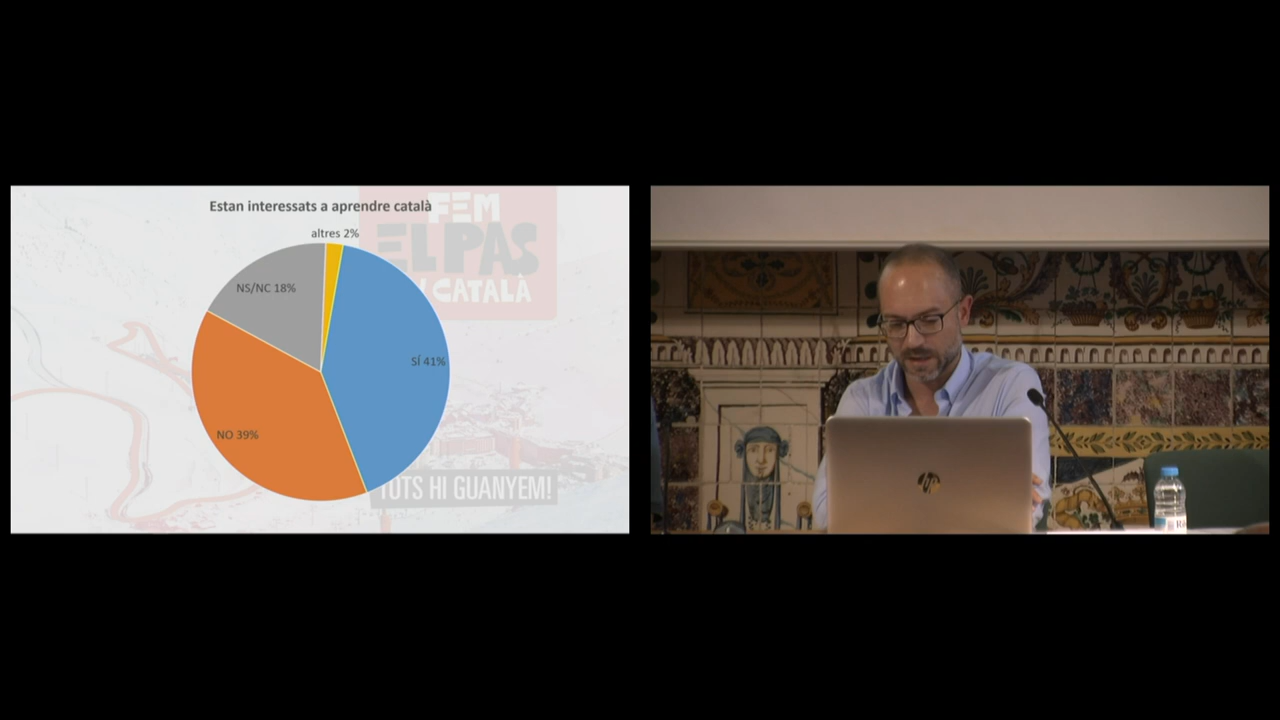 Estan interessats a aprendre català
altres 2%
NS/NC 18%
SÍ 41%
NO 39%
FEM
EL PAS
CATALÀ
TOTS HI GUANYEM!
hp